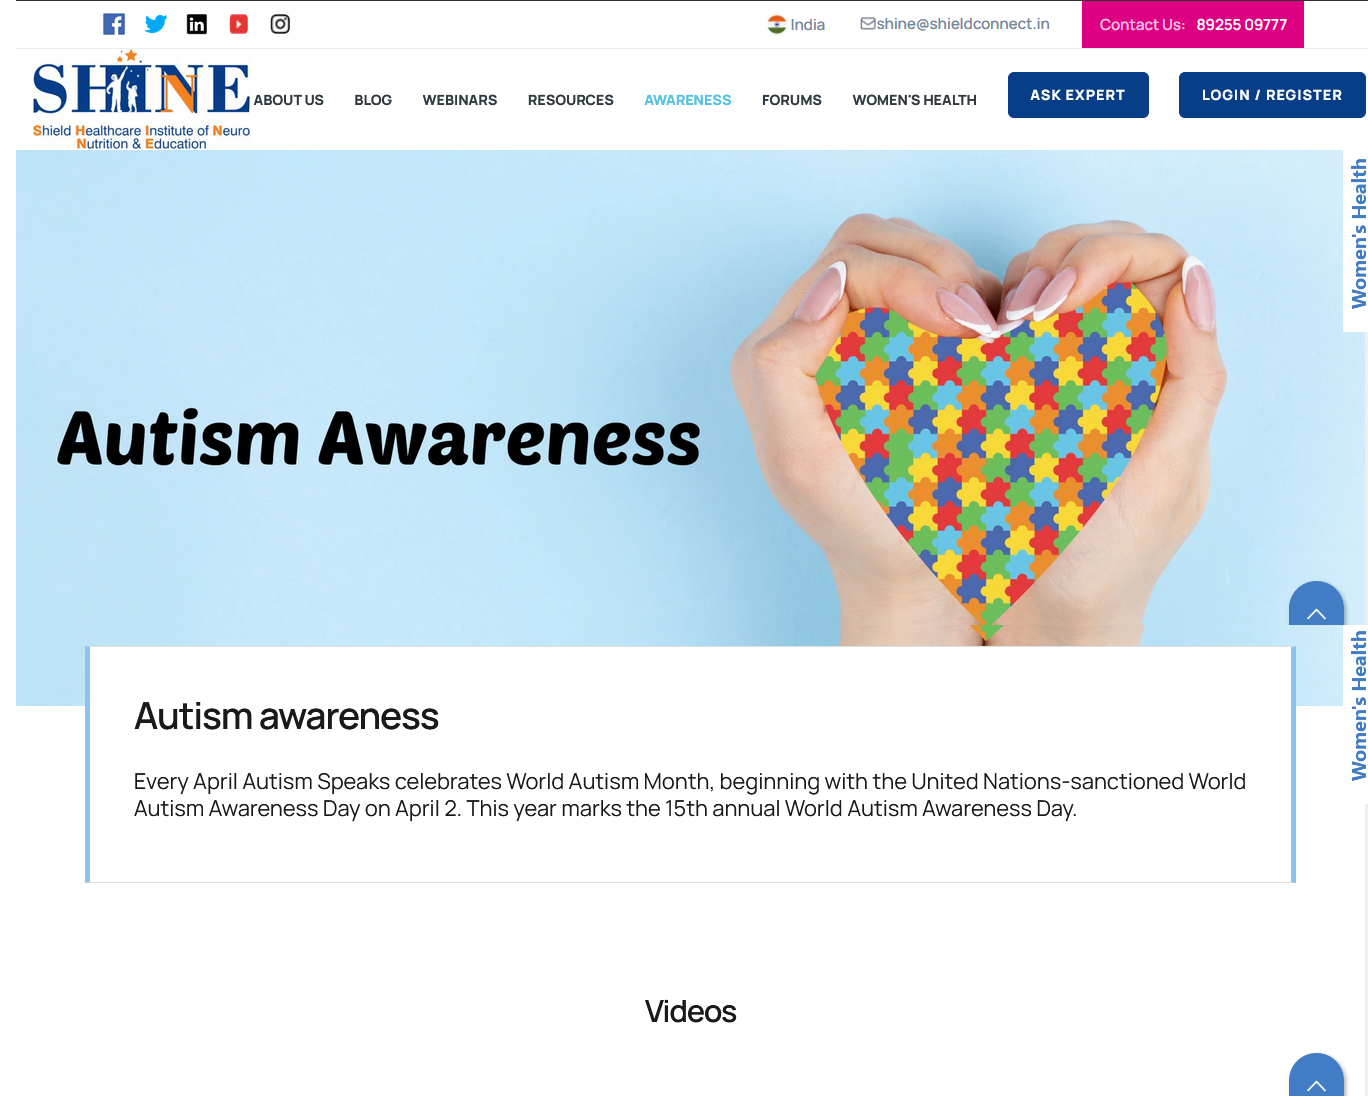 India
shine@shieldconnect.in
Contact Us: 89255 09777
SHINE
Shield Healthcare Institute of Neuro
Nutrition & Education
ABOUT US
BLOG
WEBINARS
RESOURCES
AWARENESS
FORUMS
WOMEN'S HEALTH
ASK EXPERT
LOGIN / REGISTER
Women's Health
Autism Awareness
Women's Health
Autism awareness
Every April Autism Speaks celebrates World Autism Month, beginning with the United Nations-sanctioned World
Autism Awareness Day on April 2. This year marks the 15th annual World Autism Awareness Day.
Videos